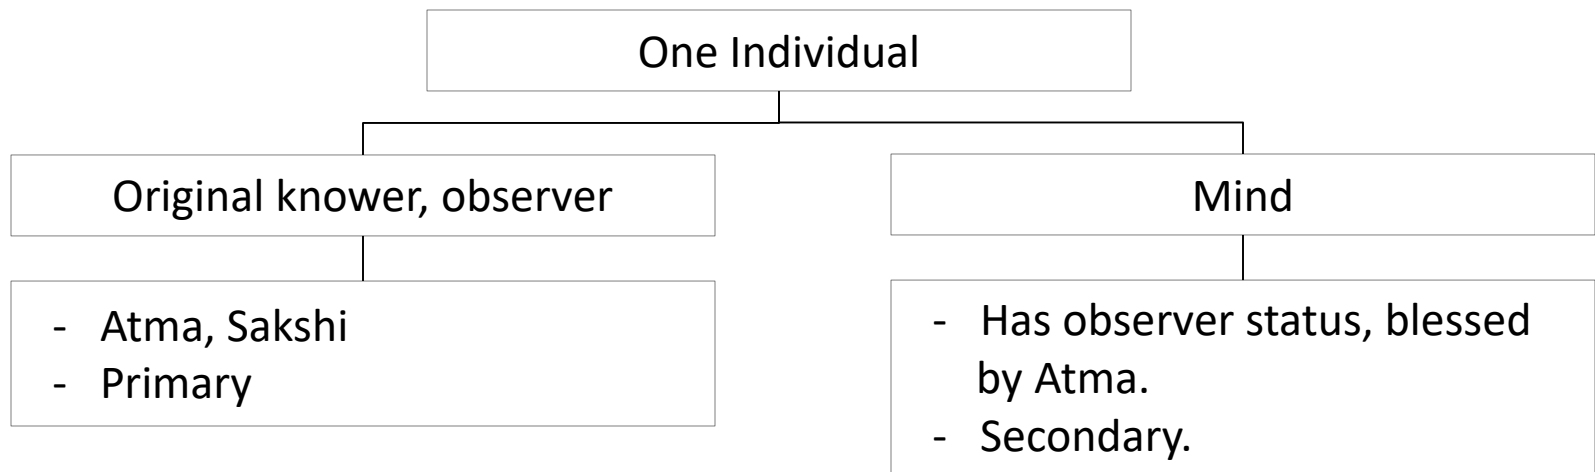 One Individual
Original knower, observer
Mind
- Atma, Sakshi
- Primary
- Has observer status, blessed
by Atma.
- Secondary.